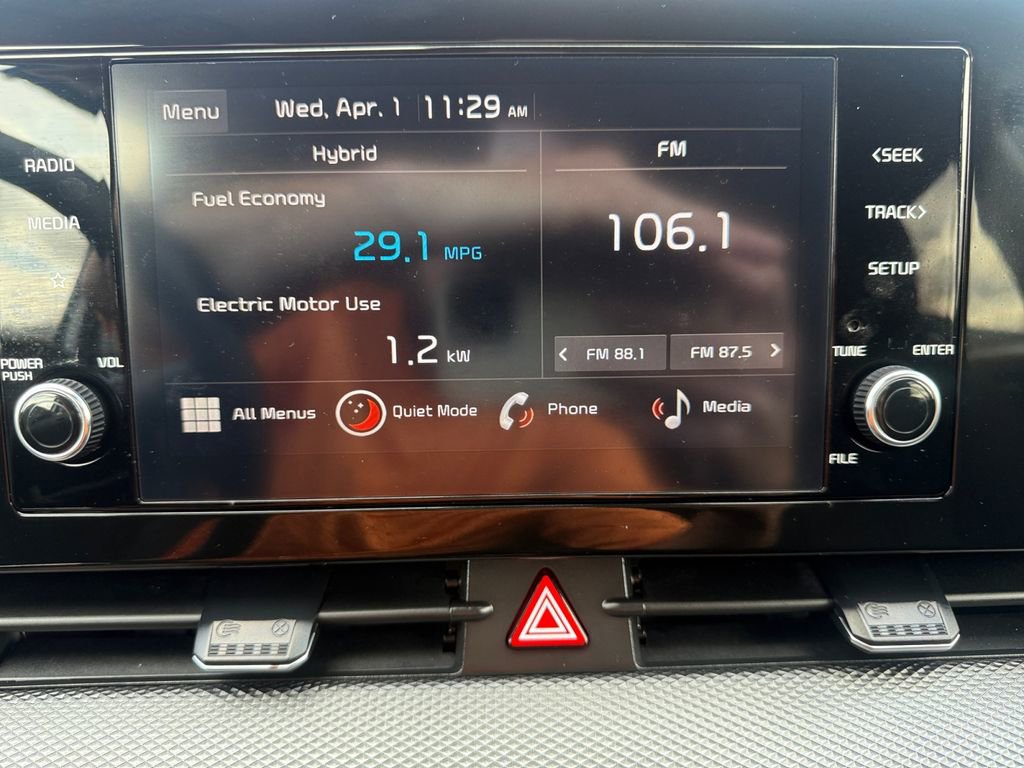 Menu Wed, Apr. 1 11:29 AM
RADIO
MEDIA
POWER
PUSH
VOL
Hybrid
Fuel Economy
29.1 MPG
Electric Motor Use
1.2 kW
FM
106.1
FM 88.1 FM 87.5
All Menus Quiet Mode Phone Media
<SEEK
TRACK>
SETUP
TUNE ENTER
FILE